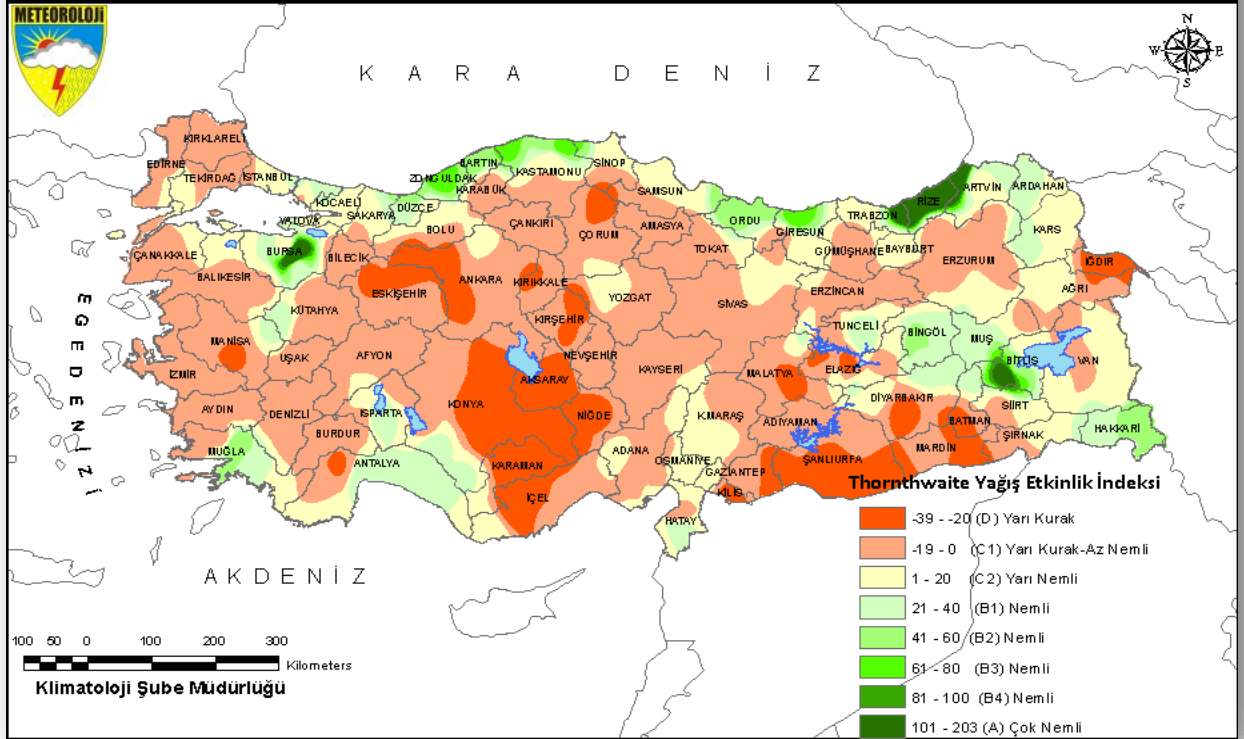 METEOROLOJİ
N
W E
S
K A R A D E N İ Z
KIRKLARELİ
EDİRNE
TEKİRDAĞ
İSTANBUL
KOCAELİ
YALOVA
SAKARYA
DÜZCE
ZONGULDAK
BARTIN
KARABÜK
KASTAMONU
SİNOP
SAMSUN
ORDU
GİRESUN
TRABZON
RİZE
ARTVİN
ARDAHAN
KARS
ÇANAKKALE
BALIKESİR
BURSA
BİLECİK
BOLU
ÇANKIRI
ÇORUM
AMASYA
TOKAT
GÜMÜŞHANE
BAYBURT
ERZURUM
IĞDIR
AĞRI
KÜTAHYA
ESKİŞEHİR
ANKARA
KIRIKKALE
KIRŞEHİR
YOZGAT
SİVAS
ERZİNCAN
TUNCELİ
BİNGÖL
MUŞ
BİTLİS
VAN
MANİSA
İZMİR
UŞAK
AFYON
KONYA
AKSARAY
NEVŞEHİR
KAYSERİ
MALATYA
ELAZIĞ
DİYARBAKIR
BATMAN
SİİRT
ŞIRNAK
HAKKARİ
AYDIN
DENİZLİ
ISPARTA
BURDUR
MUĞLA
ANTALYA
KARAMAN
NİĞDE
İÇEL
ADANA
OSMANİYE
K.MARAŞ
ADIYAMAN
GAZİANTEP
KİLİS
ŞANLIURFA
MARDİN
HATAY
E G E D E N İ Z İ
A K D E N İ Z
Thornthwaite Yağış Etkinlik İndeksi
-39 - -20 (D) Yarı Kurak
-19 - 0 (C1) Yarı Kurak-Az Nemli
1 - 20 (C2) Yarı Nemli
21 - 40 (B1) Nemli
41 - 60 (B2) Nemli
61 - 80 (B3) Nemli
81 - 100 (B4) Nemli
101 - 203 (A) Çok Nemli
100 50 0 100 200 300
Kilometers
Klimatoloji Şube Müdürlüğü